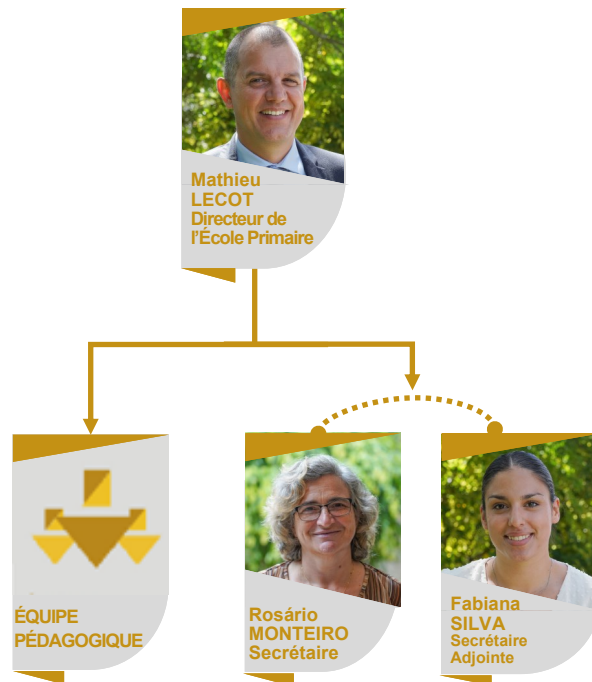 Mathieu
LECOT
Directeur de
l’École Primaire
ÉQUIPE
PÉDAGOGIQUE
Rosário
MONTEIRO
Secrétaire
Fabiana
SILVA
Secrétaire
Adjointe